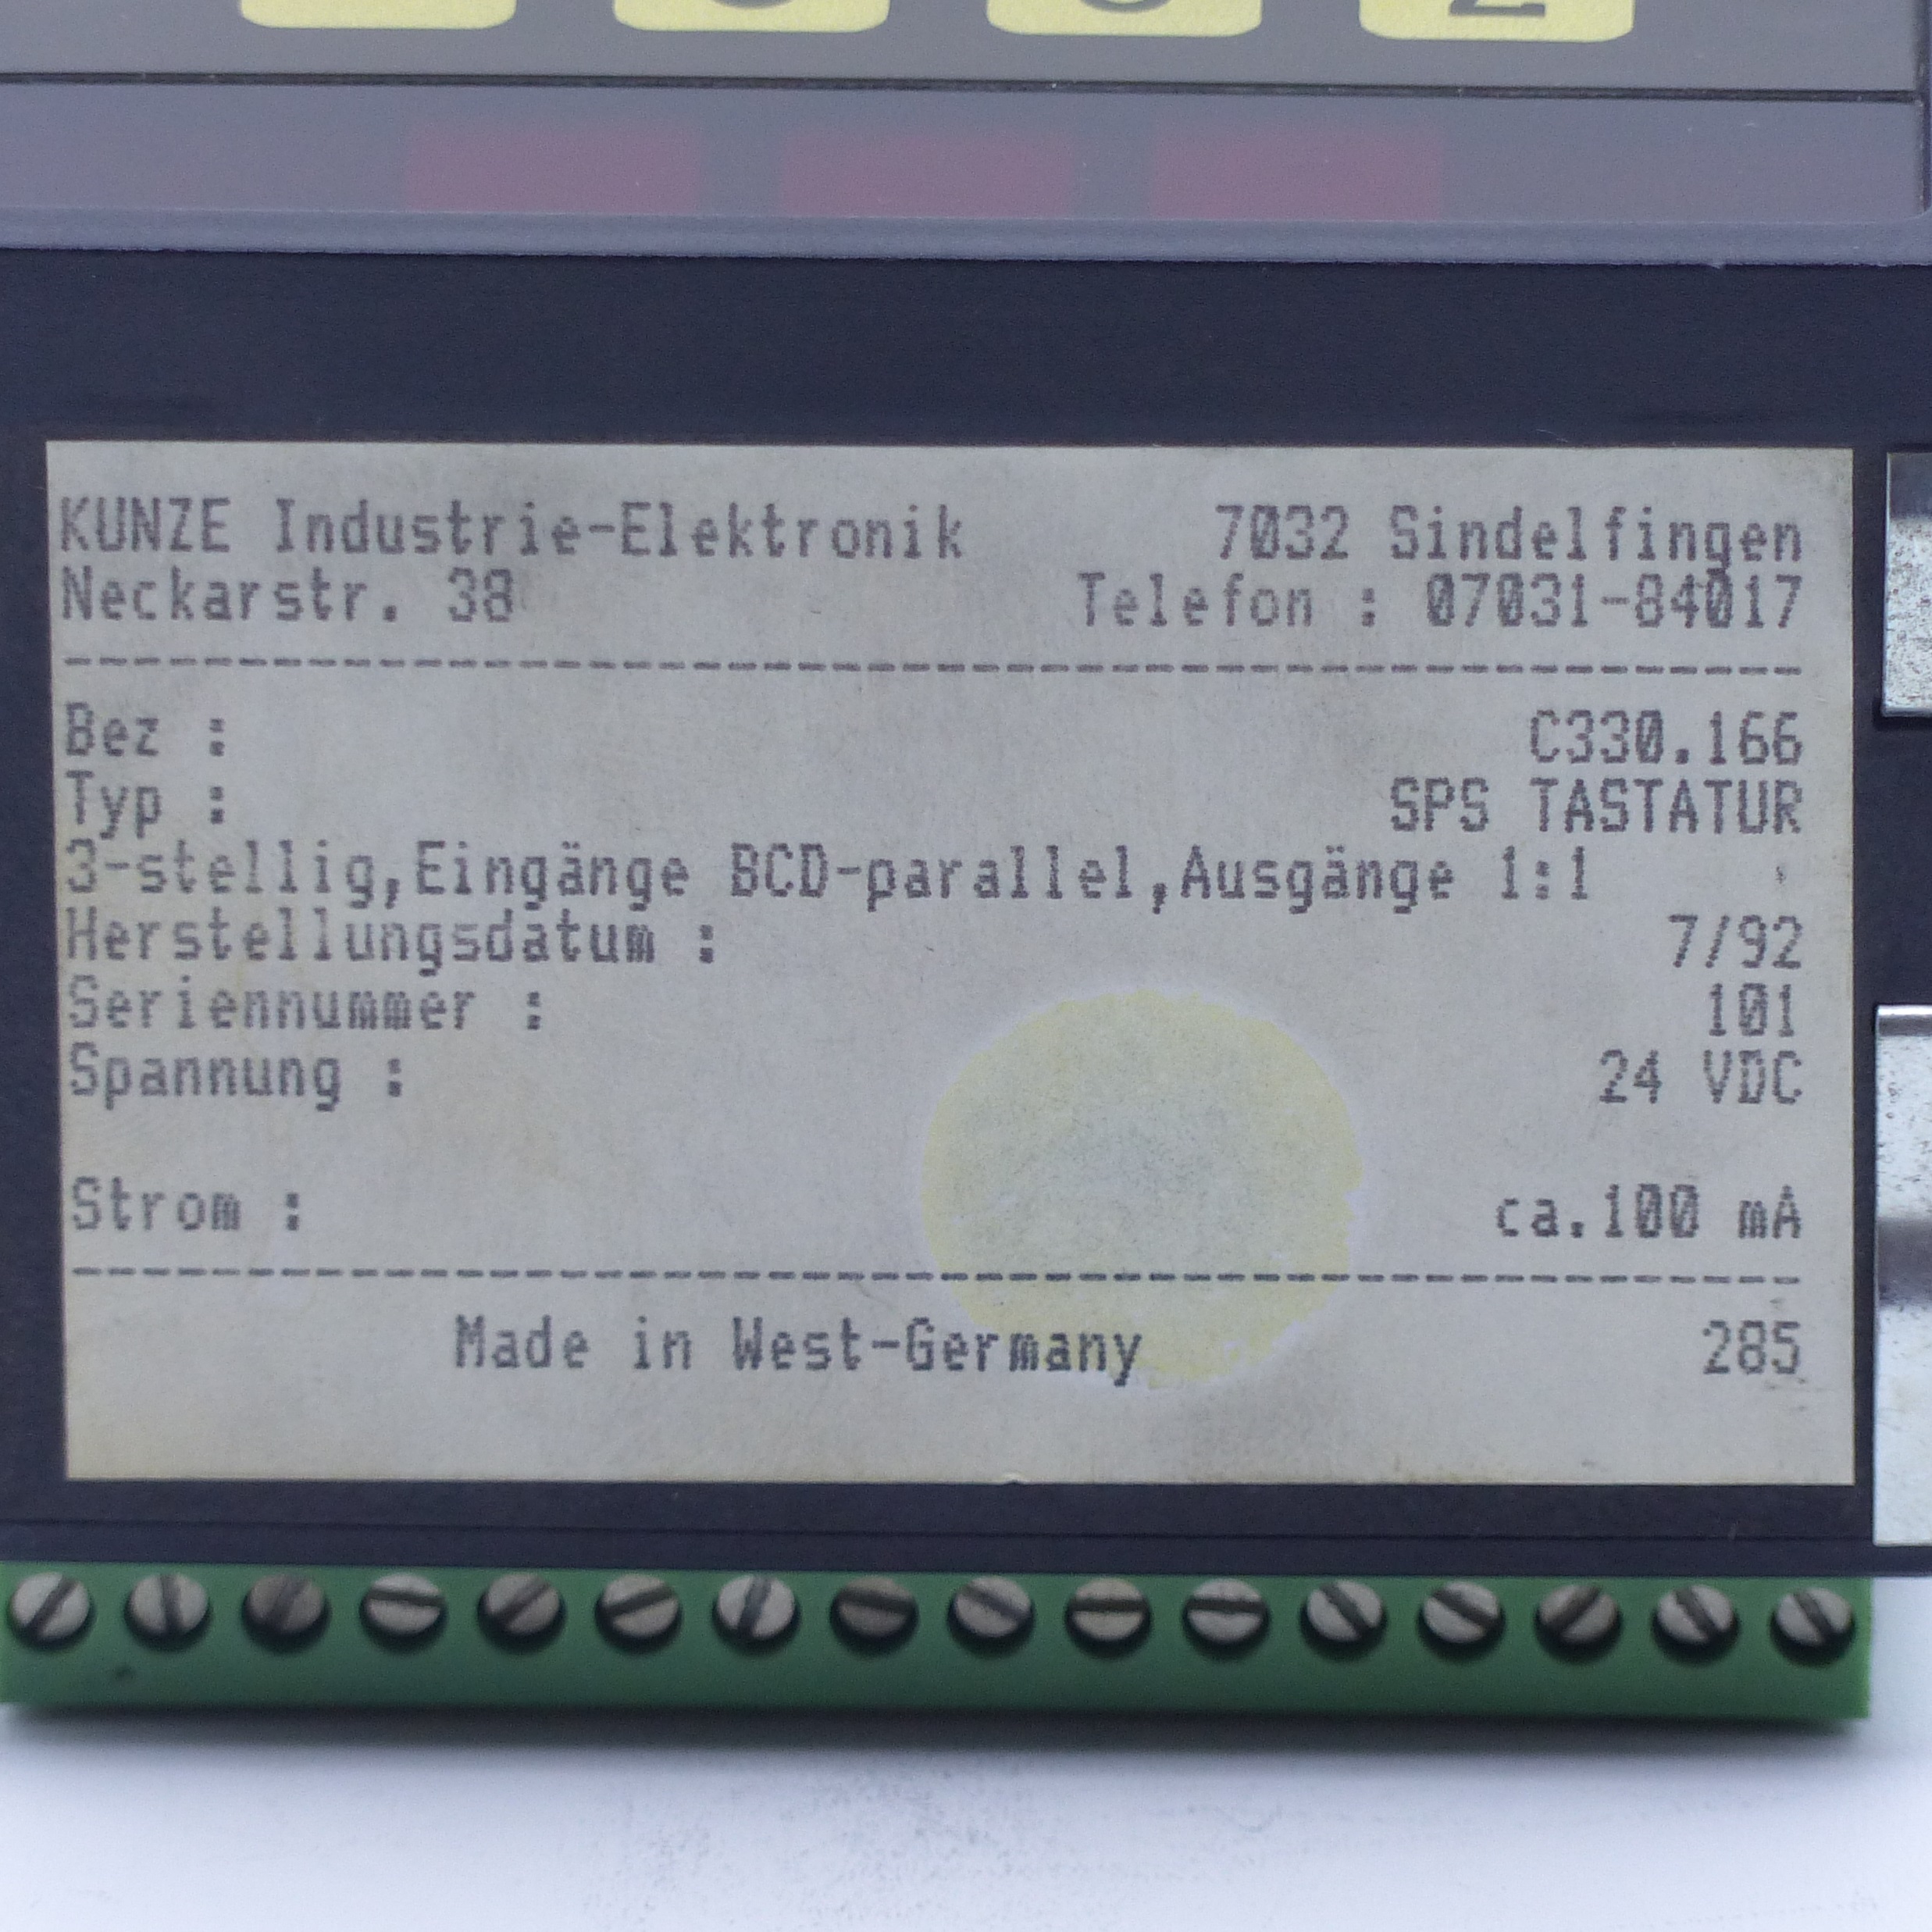 KUNZE Industrie-Elektronik 7032 Sindelfingen
Neckarstr. 38 Telefon : 07031-84017
Bez : C330.166
Typ : SPS TASTATUR
3-stellig,Eingänge BCD-parallel,Ausgänge 1:1
Herstellungsdatum : 7/92
Seriennummer : 101
Spannung : 24 VDC
Strom : ca.100 mA
Made in West-Germany 285